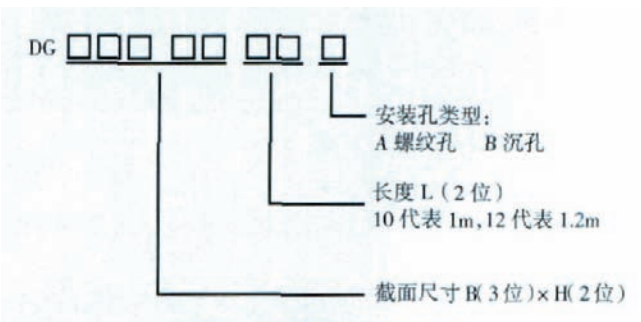 DG □□□ □□ □□ □
安装孔类型：
A 螺纹孔 B 沉孔
长度 L（2 位）
10 代表 1m,12 代表 1.2m
截面尺寸 B(3 位)× H(2 位)